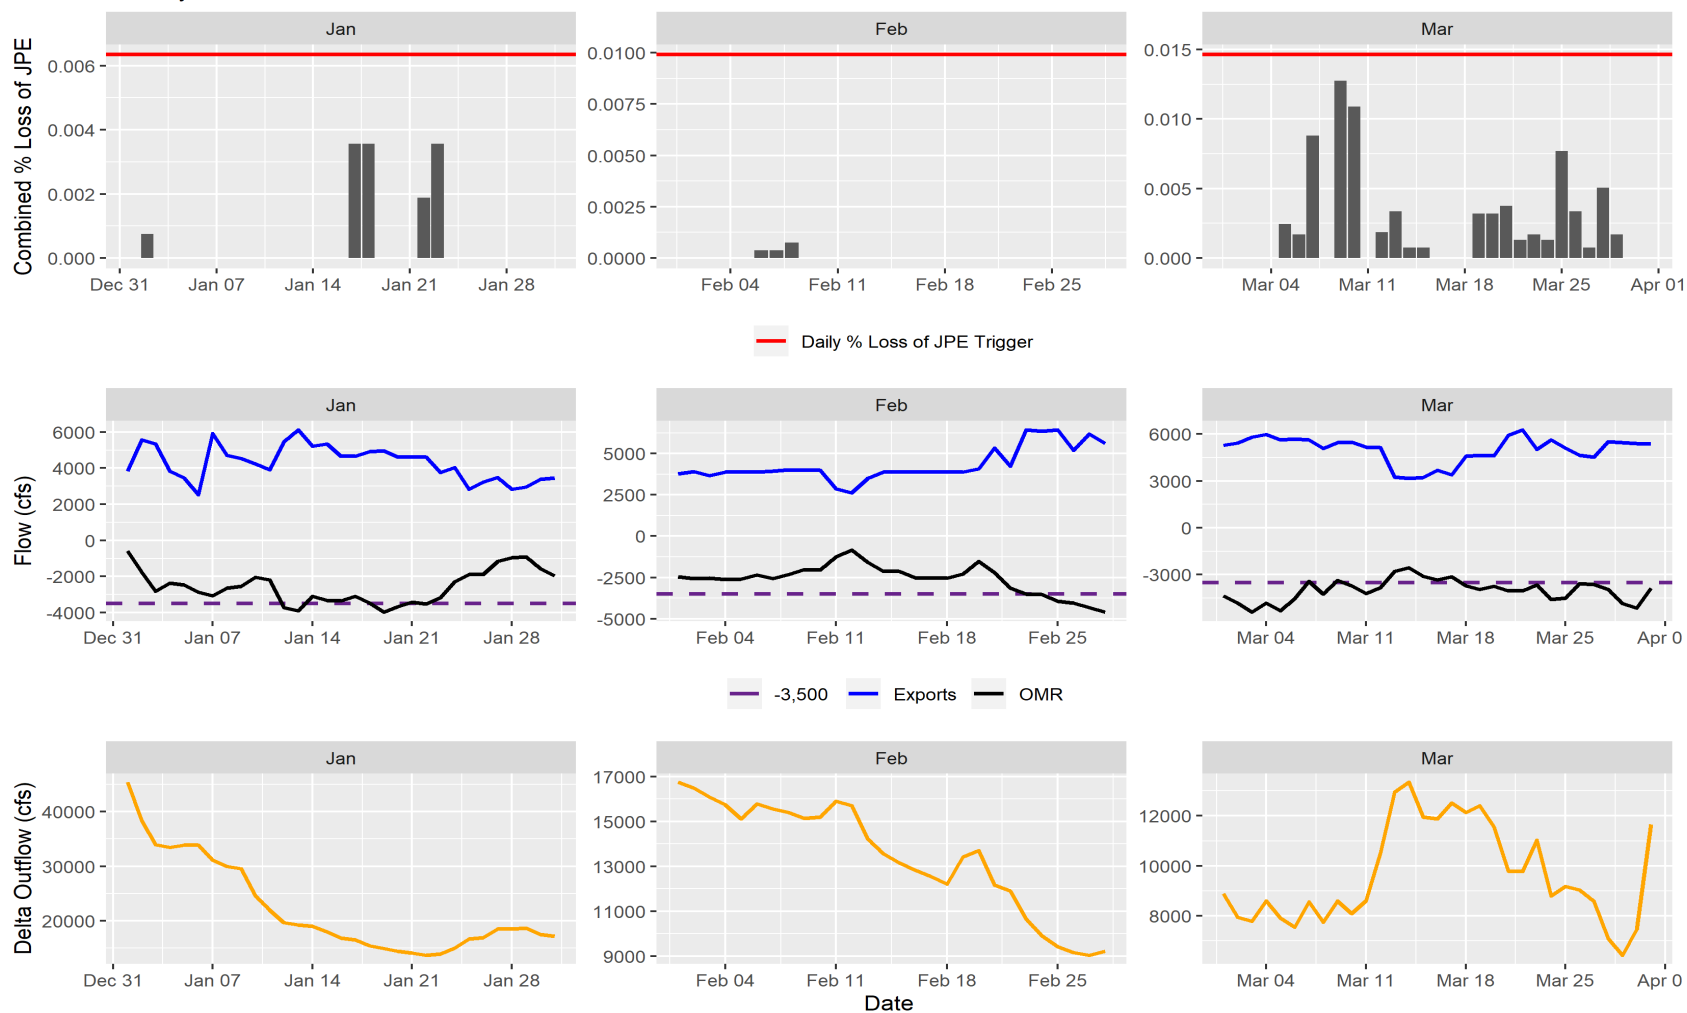 Jan Feb Mar
Combined % Loss of JPE
0.006 0.0100 0.015
0.004 0.0075 0.010
0.002 0.0050 0.005
0.000 0.0025 0.000
0.0000
Dec 31 Jan 07 Jan 14 Jan 21 Jan 28 Feb 04 Feb 11 Feb 18 Feb 25 Mar 04 Mar 11 Mar 18 Mar 25 Apr 01
Daily % Loss of JPE Trigger
Jan Feb Mar
Flow (cfs)
6000 5000 6000
4000 2500 3000
2000 0 0
0 -2500 -3000
-2000 -5000
-4000
Dec 31 Jan 07 Jan 14 Jan 21 Jan 28 Feb 04 Feb 11 Feb 18 Feb 25 Mar 04 Mar 11 Mar 18 Mar 25 Apr 0
-3,500 Exports OMR
Jan Feb Mar
Delta Outflow (cfs)
40000 17000 12000
30000 15000 10000
20000 13000 8000
11000
9000
Dec 31 Jan 07 Jan 14 Jan 21 Jan 28 Feb 04 Feb 11 Feb 18 Feb 25 Mar 04 Mar 11 Mar 18 Mar 25 Apr 0
Date